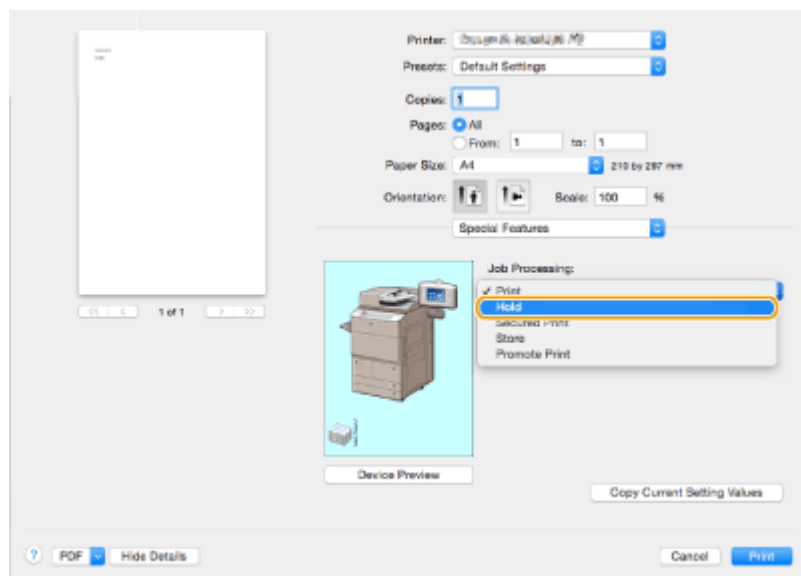 Printer:
Presets: Default Settings
Copies: 1
Pages: All
From: 1 to: 1
Paper Size: A4 210 by 297 mm
Orientation: Scale: 100 %
Special Features
Job Processing:
✓ Print
Hold
Secured Print
Store
Promote Print
<< < 1 of 1 > >>
Device Preview
Copy Current Setting Values
? PDF Hide Details Cancel Print